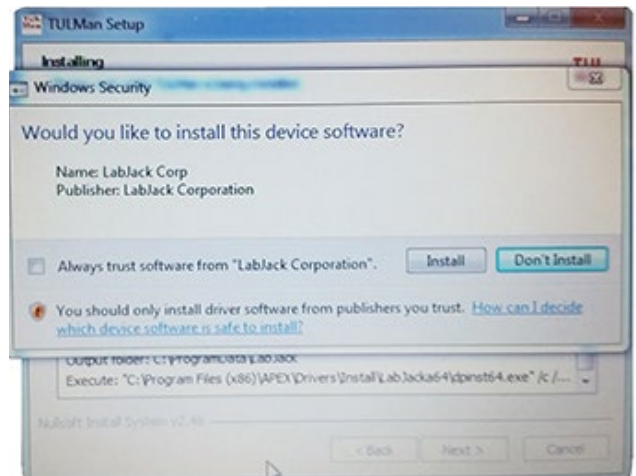 TULMan Setup
Installing
TUL
Windows Security
Would you like to install this device software?
Name: LabJack Corp
Publisher: LabJack Corporation
Always trust software from "LabJack Corporation".
Install
Don't Install
You should only install driver software from publishers you trust. How can I decide
which device software is safe to install?
Output folder: C:\ProgramData\LabJack
Execute: "C:\Program Files (x86)\APEX\Drivers\Install\LabJacka64\dpinst64.exe" /c /....
Nullsoft Install System v2.46
< Back
Next >
Cancel